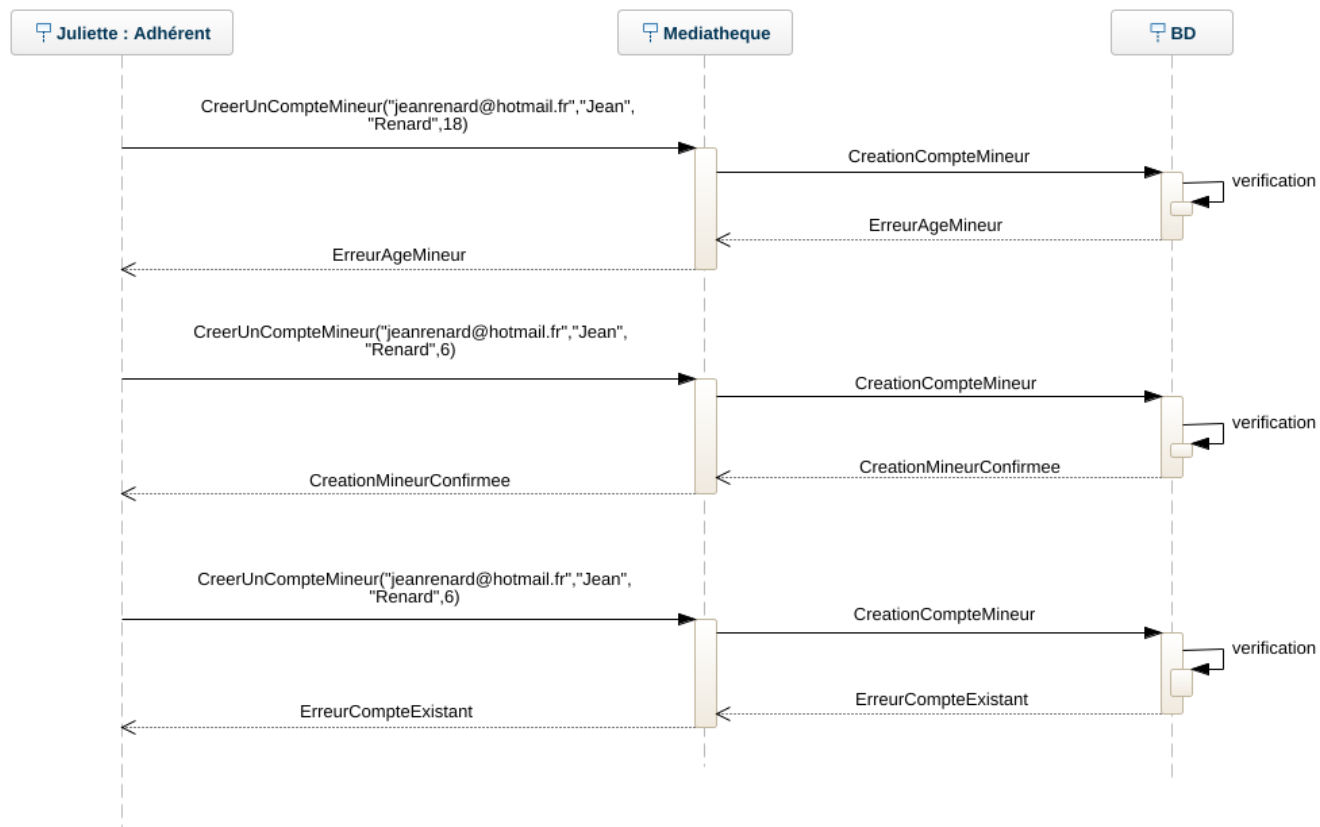 Juliette : Adhérent
Mediatheque
BD
CreerUnCompteMineur("jeanrenard@hotmail.fr","Jean",
"Renard",18)
CreationCompteMineur
verification
ErreurAgeMineur
ErreurAgeMineur
CreerUnCompteMineur("jeanrenard@hotmail.fr","Jean",
"Renard",6)
CreationCompteMineur
verification
CreationMineurConfirmee
CreationMineurConfirmee
CreerUnCompteMineur("jeanrenard@hotmail.fr","Jean",
"Renard",6)
CreationCompteMineur
verification
ErreurCompteExistant
ErreurCompteExistant